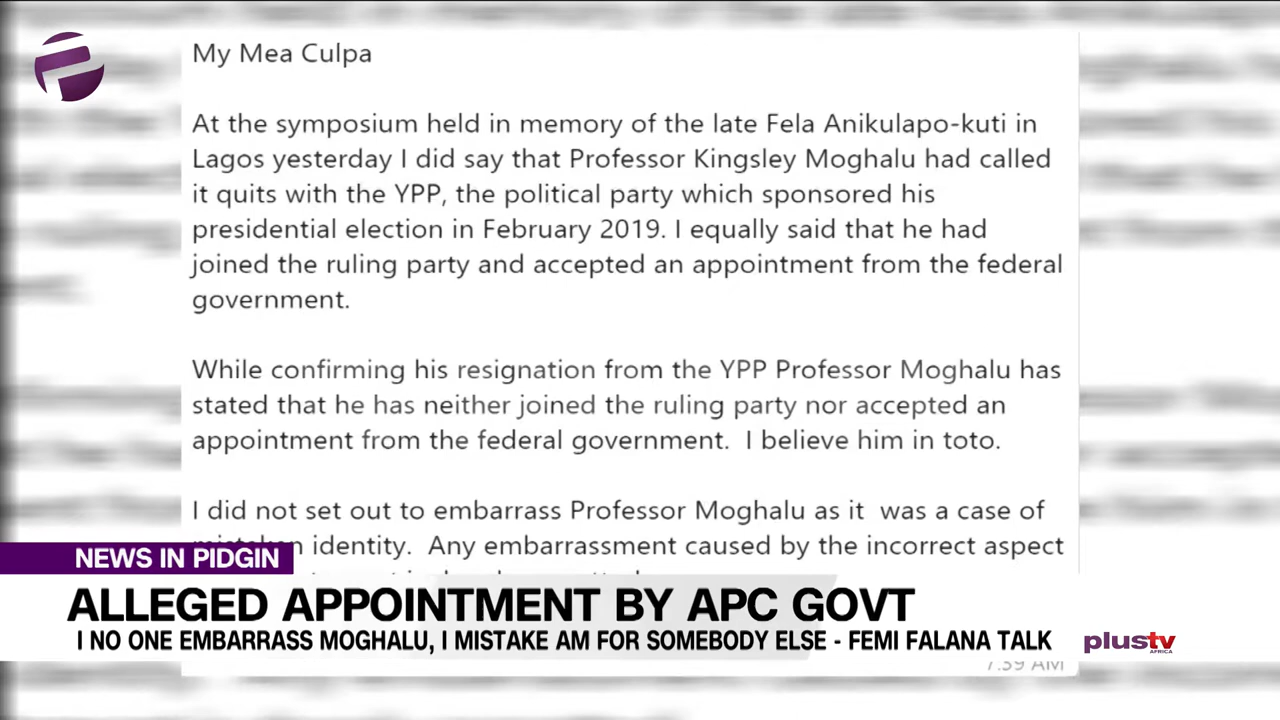 My Mea Culpa
At the symposium held in memory of the late Fela Anikulapo-kuti in
Lagos yesterday I did say that Professor Kingsley Moghalu had called
it quits with the YPP, the political party which sponsored his
presidential election in February 2019. I equally said that he had
joined the ruling party and accepted an appointment from the federal
government.
While confirming his resignation from the YPP Professor Moghalu has
stated that he has neither joined the ruling party nor accepted an
appointment from the federal government. I believe him in toto.
I did not set out to embarrass Professor Moghalu as it was a case of
identity. Any embarrassment caused by the incorrect aspect
NEWS IN PIDGIN
ALLEGED APPOINTMENT BY APC GOVT
I NO ONE EMBARRASS MOGHALU, I MISTAKE AM FOR SOMEBODY ELSE - FEMI FALANA TALK
plustv
AFRICA
7:39 AM